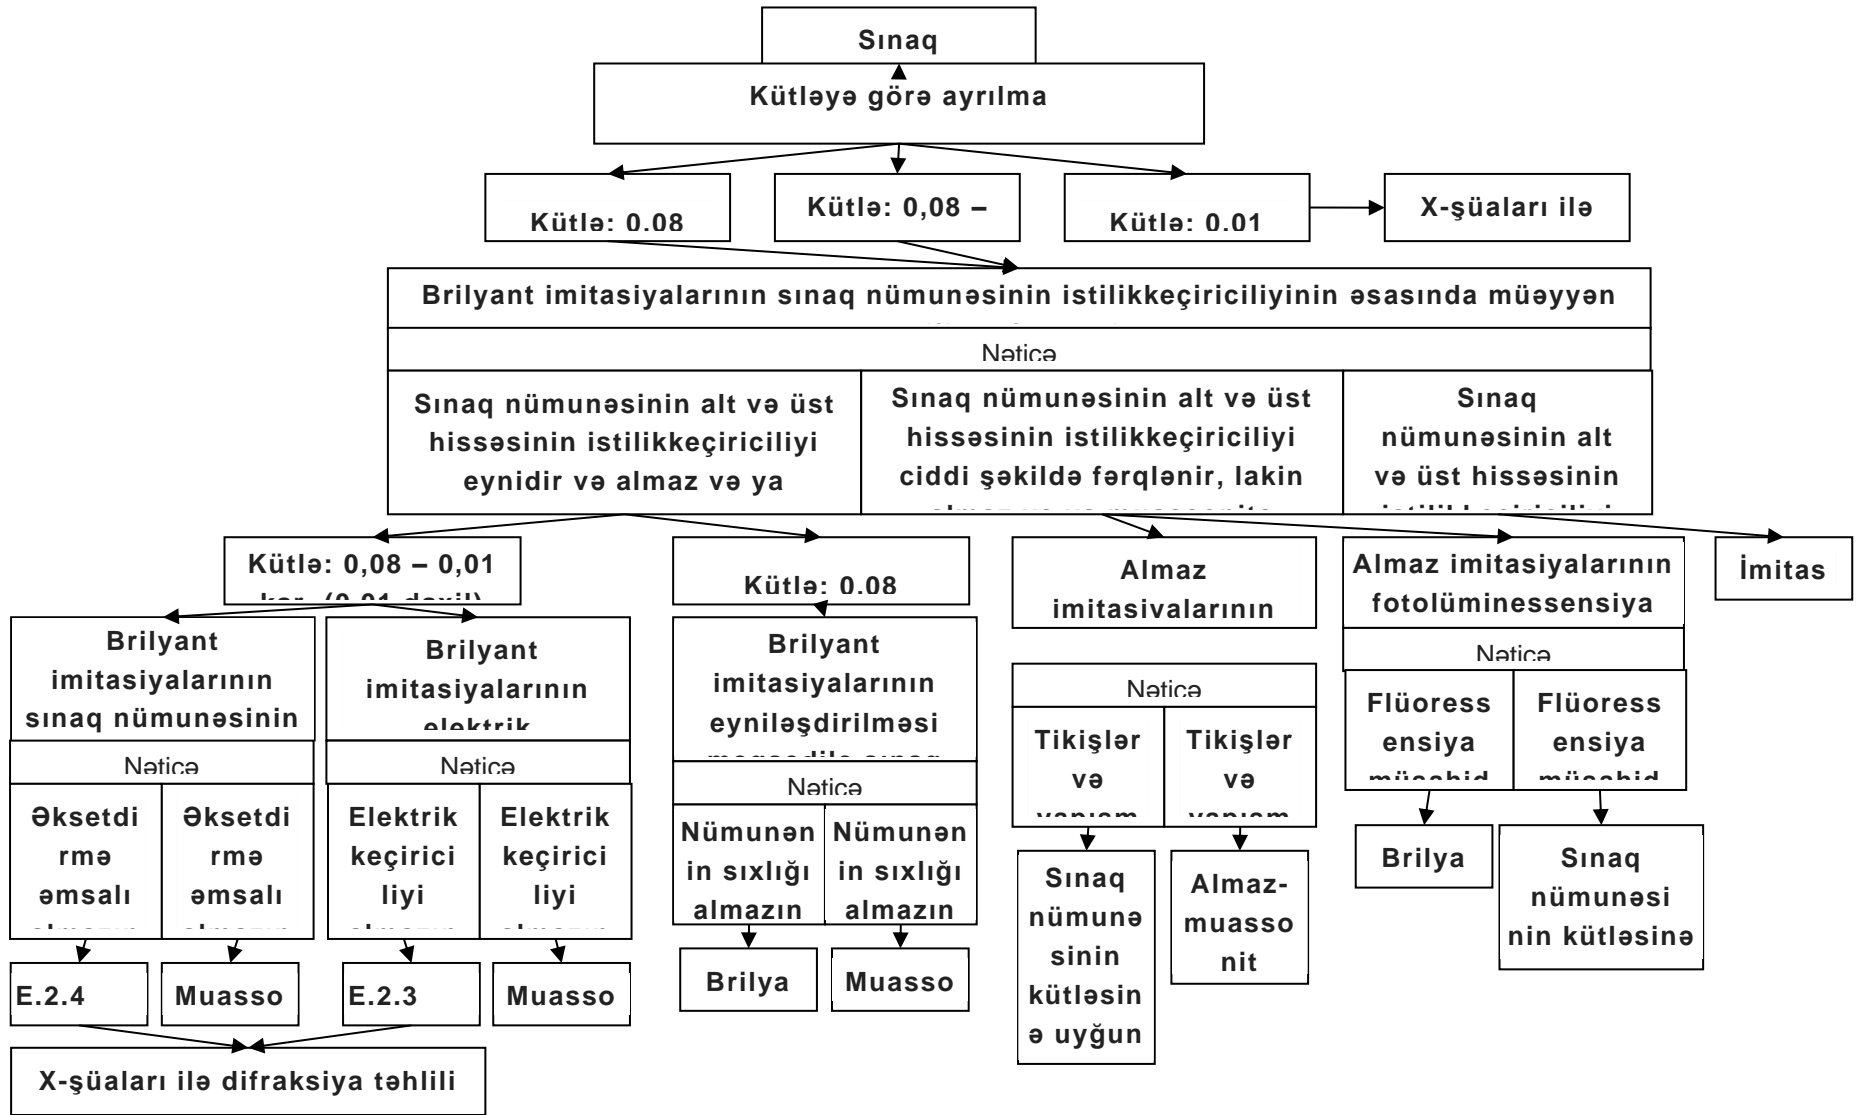 Sınaq
Kütləyə görə ayrılma
Kütlə: 0.08
Kütlə: 0,08 –
Kütlə: 0.01
X-şüaları ilə
Brilyant imitasiyalarının sınaq nümunəsinin istilikkeçiriciliyinin əsasında müəyyən
Nəticə
Sınaq nümunəsinin alt və üst
hissəsinin istilikkeçiriciliyi
eynidir və almaz və ya
Sınaq nümunəsinin alt və üst
hissəsinin istilikkeçiriciliyi
ciddi şəkildə fərqlənir, lakin
Sınaq
nümunəsinin alt
və üst hissəsinin
Kütlə: 0,08 – 0,01
Kütlə: 0.08
Almaz
imitasiyalarının
Almaz imitasiyalarının
fotolüminessensiya
İmitas
Brilyant
imitasiyalarının
sınaq nümunəsinin
Nəticə
Əksetdi
rmə
əmsalı
Əksetdi
rmə
əmsalı
Brilyant
imitasiyalarının
elektrik
Nəticə
Elektrik
keçirici
liyi
Elektrik
keçirici
liyi
Brilyant
imitasiyalarının
eyniləşdirilməsi
Nəticə
Nümunən
in sıxlığı
almazın
Nümunən
in sıxlığı
almazın
Nəticə
Tikişlər
və
Tikişlər
və
Nəticə
Flüoress
ensiya
Flüoress
ensiya
E.2.4
Muasso
E.2.3
Muasso
Brilya
Muasso
Sınaq
nümunə
sinin
kütləsin
ə uyğun
Almaz-
muasso
nit
Brilya
Sınaq
nümunəsi
nin kütləsinə
X-şüaları ilə difraksiya təhlili